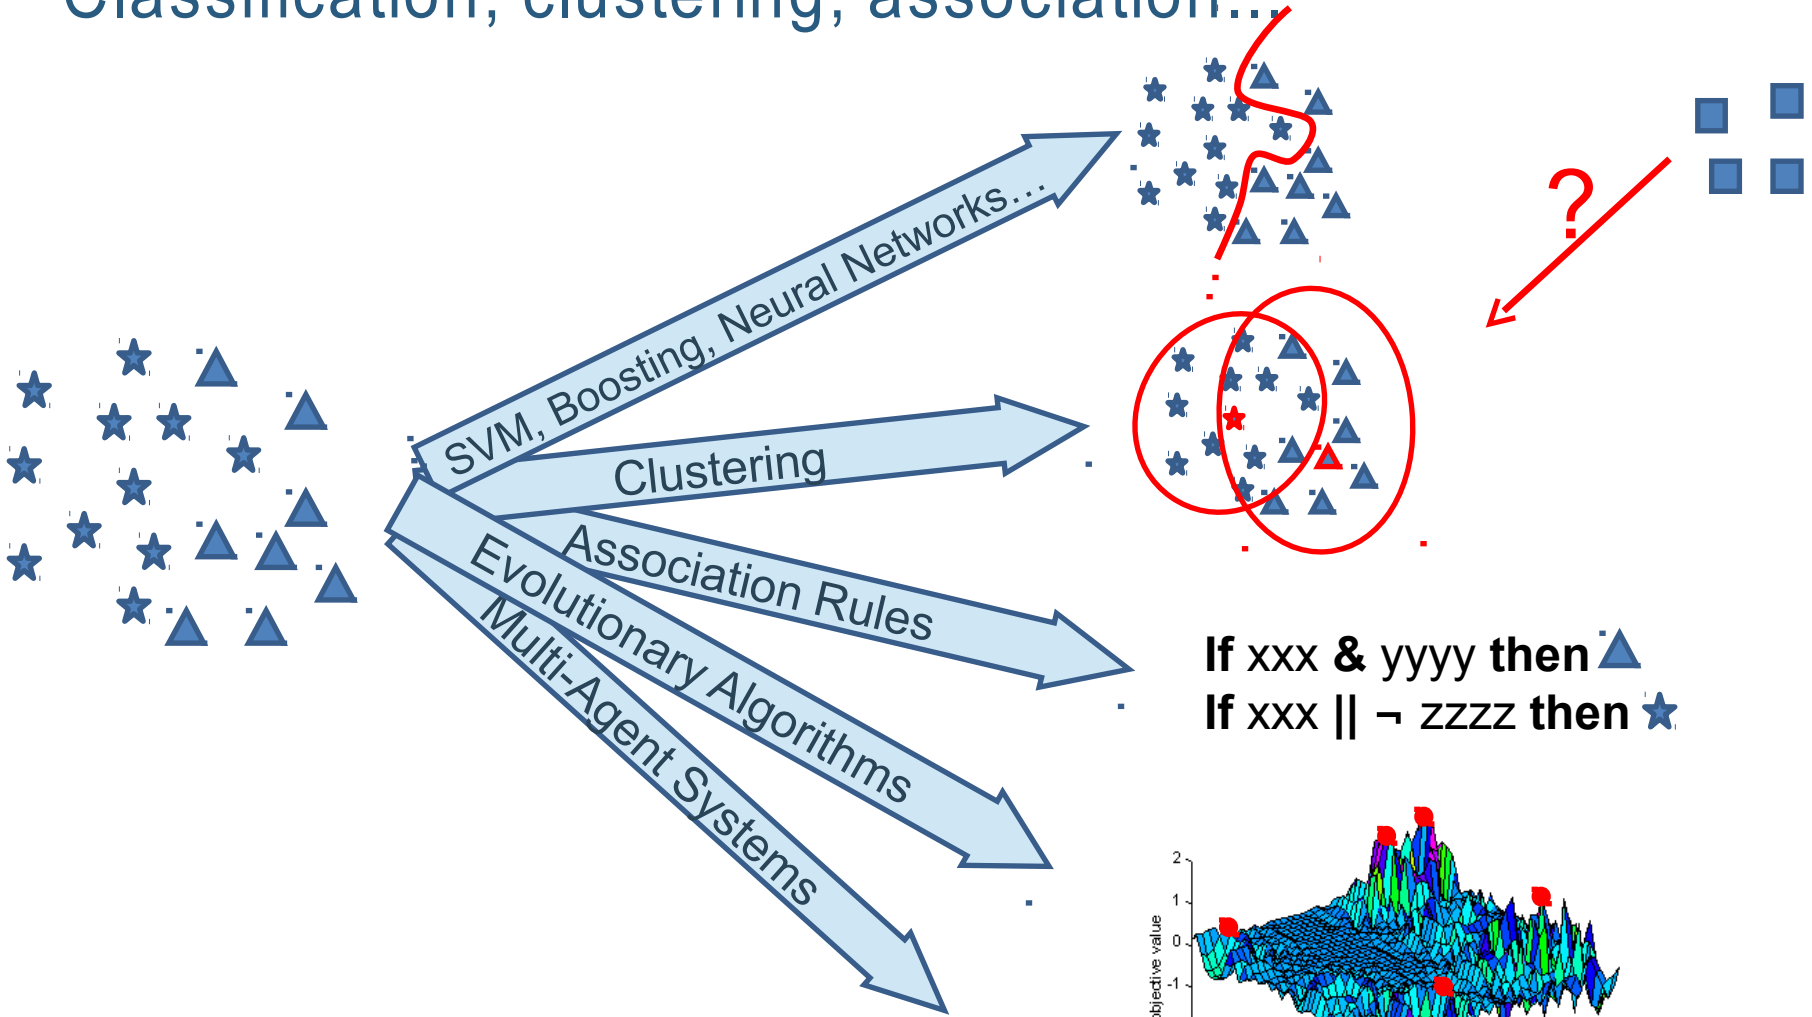 Classification, clustering, association...
SVM, Boosting, Neural Networks…
?
Clustering
Association Rules
Evolutionary Algorithms
Multi-Agent Systems
If xxx & yyyy then
If xxx || ¬ zzzz then
2
1
0
-1
objective value